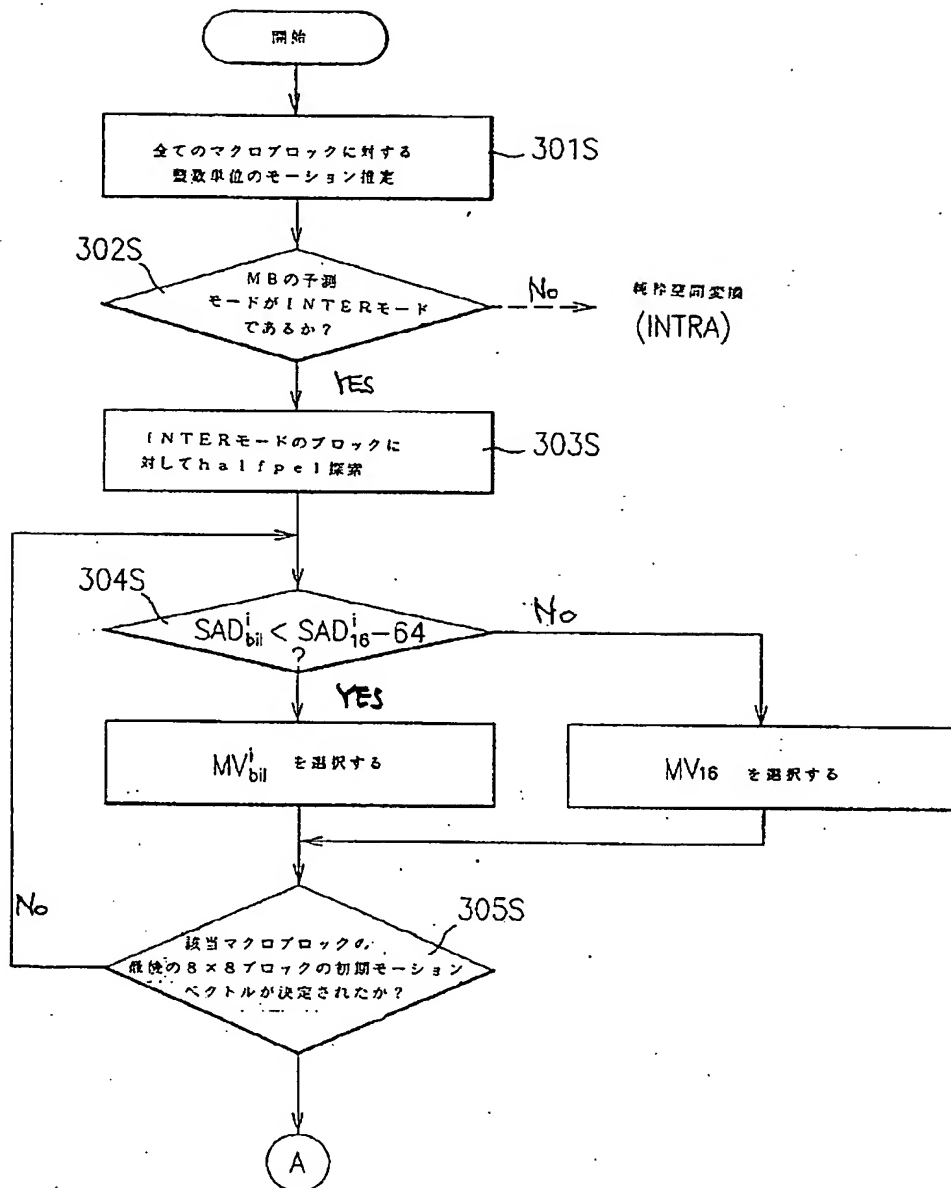 開始
全てのマクロブロックに対する
整数単位のモーション推定
301S
302S
MBの予測
モードがINTERモード
であるか?
No
純粋空間変換
(INTRA)
YES
INTERモードのブロックに
対してhalfpel探索
303S
304S
SAD^i_bil < SAD^i_16-64
?
No
YES
MV^i_bil を選択する
MV16 を選択する
No
305S
該当マクロブロックの
最後の8×8ブロックの初期モーション
ベクトルが決定されたか?
A